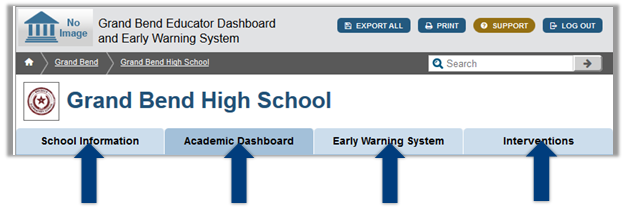 No
Image
Grand Bend Educator Dashboard
and Early Warning System
EXPORT ALL
PRINT
SUPPORT
LOG OUT
Grand Bend
Grand Bend High School
Search
Grand Bend High School
School Information
Academic Dashboard
Early Warning System
Interventions